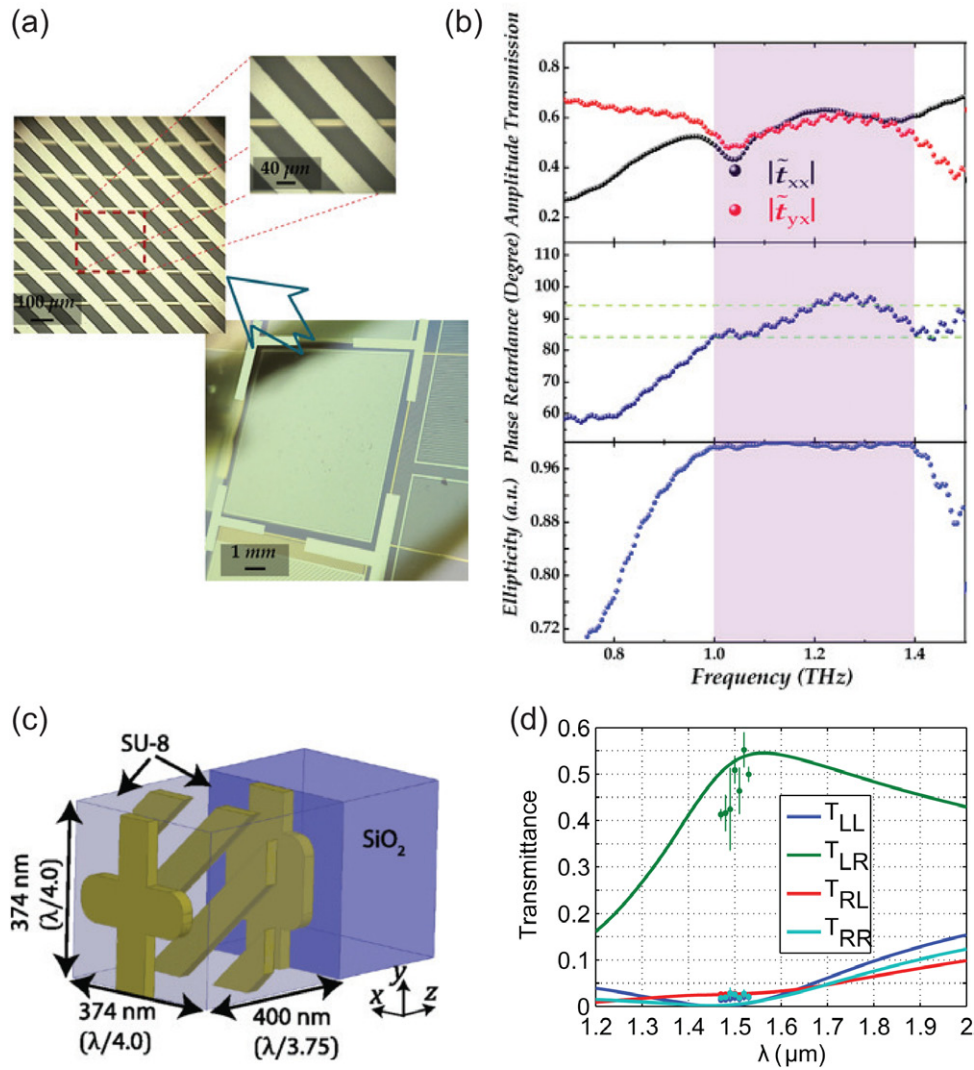 (a)
40 μm
100 μm
1 mm
(b)
Amplitude Transmission
0.8
0.6
0.4
0.2
|t̃xx|
|t̃yx|
Phase Retardance (Degree)
110
100
90
80
70
60
Ellipticity (a.u.)
0.96
0.88
0.80
0.72
0.8 1.0 1.2 1.4
Frequency (THz)
(c)
SU-8
SiO2
374 nm
(λ/4.0)
374 nm
(λ/4.0)
400 nm
(λ/3.75)
y
x z
(d)
Transmittance
0.6
0.5
0.4
0.3
0.2
0.1
0
TLL
TLR
TRL
TRR
1.2 1.3 1.4 1.5 1.6 1.7 1.8 1.9 2
λ (μm)